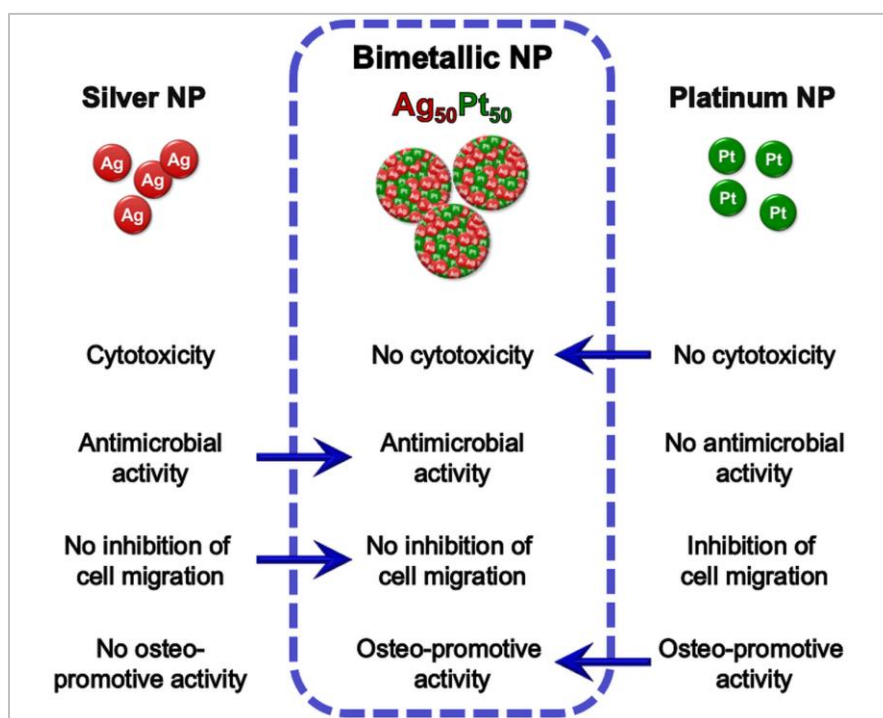 Bimetallic NP
Silver NP
Ag50Pt50
Platinum NP
Ag
Ag
Ag
Ag
Pt
Pt
Pt
Pt
Cytotoxicity
No cytotoxicity
No cytotoxicity
Antimicrobial
activity
Antimicrobial
activity
No antimicrobial
activity
No inhibition of
cell migration
No inhibition of
cell migration
Inhibition of
cell migration
No osteo-
promotive activity
Osteo-promotive
activity
Osteo-promotive
activity